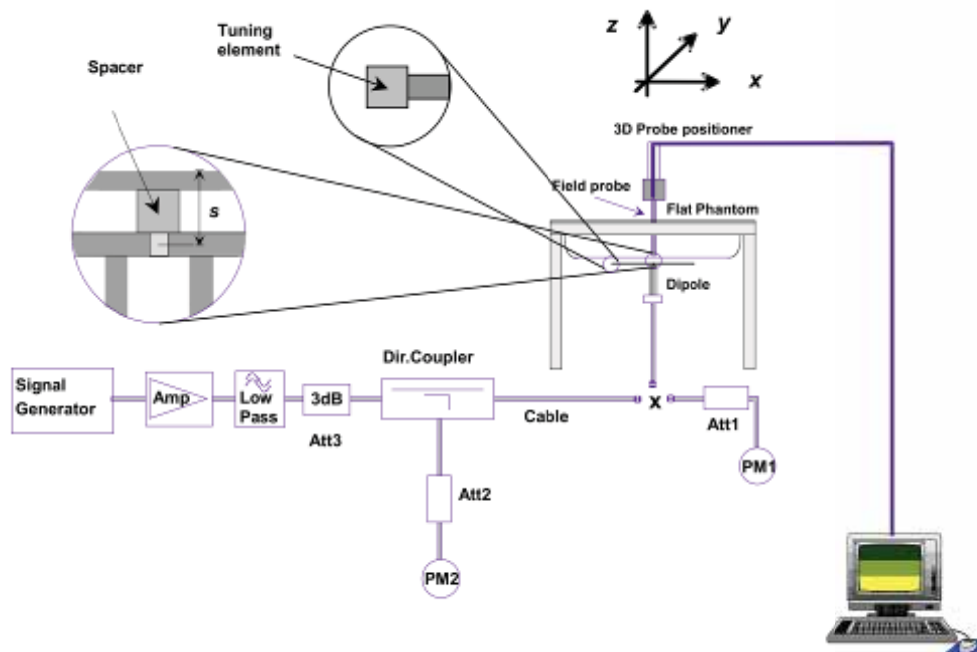 Tuning
element
z
y
x
Spacer
3D Probe positioner
Field probe
Flat Phantom
s
Dipole
Dir.Coupler
Signal
Generator
Amp
Low
Pass
3dB
Att3
Cable
x
Att1
PM1
Att2
PM2